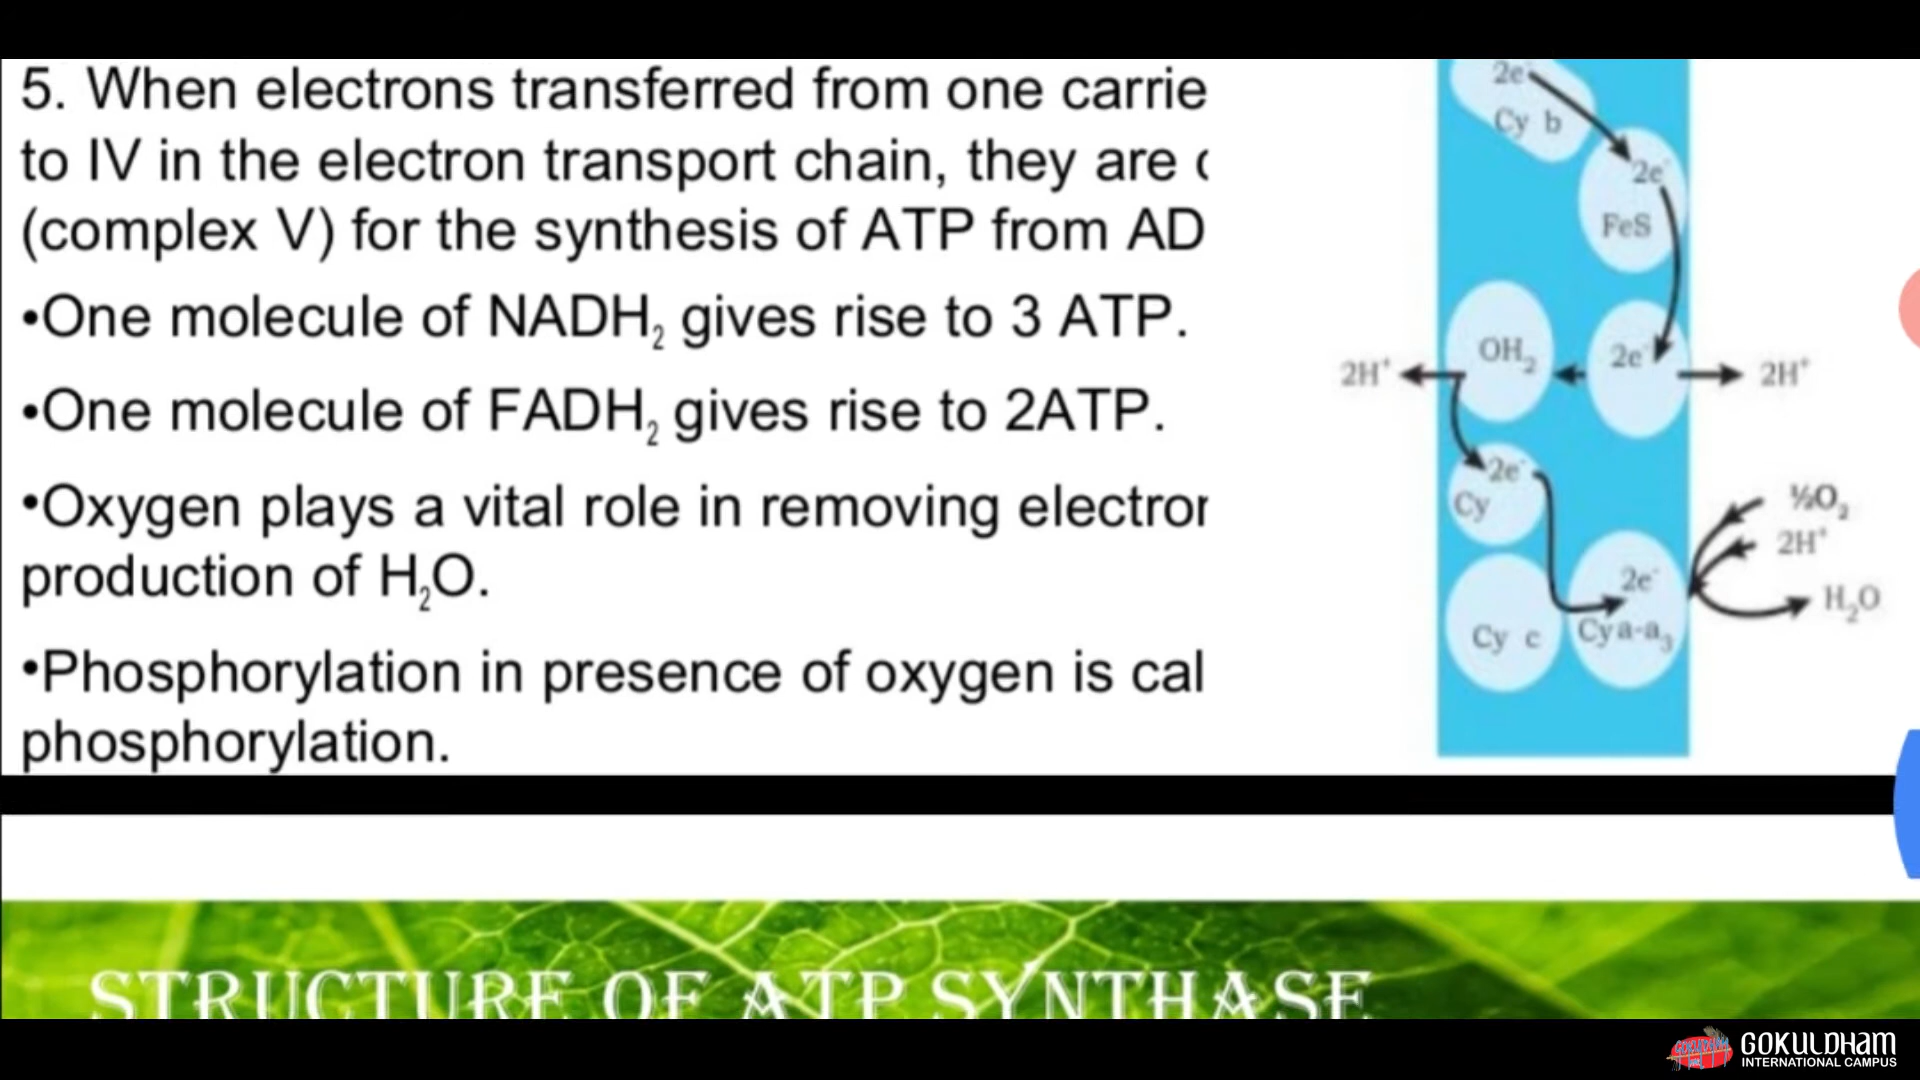 5. When electrons transferred from one carrie
to IV in the electron transport chain, they are
(complex V) for the synthesis of ATP from AD
•One molecule of NADH₂ gives rise to 3 ATP.
•One molecule of FADH₂ gives rise to 2ATP.
•Oxygen plays a vital role in removing electror
production of H₂O.
•Phosphorylation in presence of oxygen is cal
phosphorylation.
2e⁻
Cy b
2e⁻
FeS
OH₂
2e⁻
2H⁺
2H⁺
2e⁻
Cy
½O₂
2H⁺
2e⁻
H₂O
Cy c
Cy a-a₃
STRUCTURE OF ATP SYNTHASE
GOKULDHAM
INTERNATIONAL CAMPUS